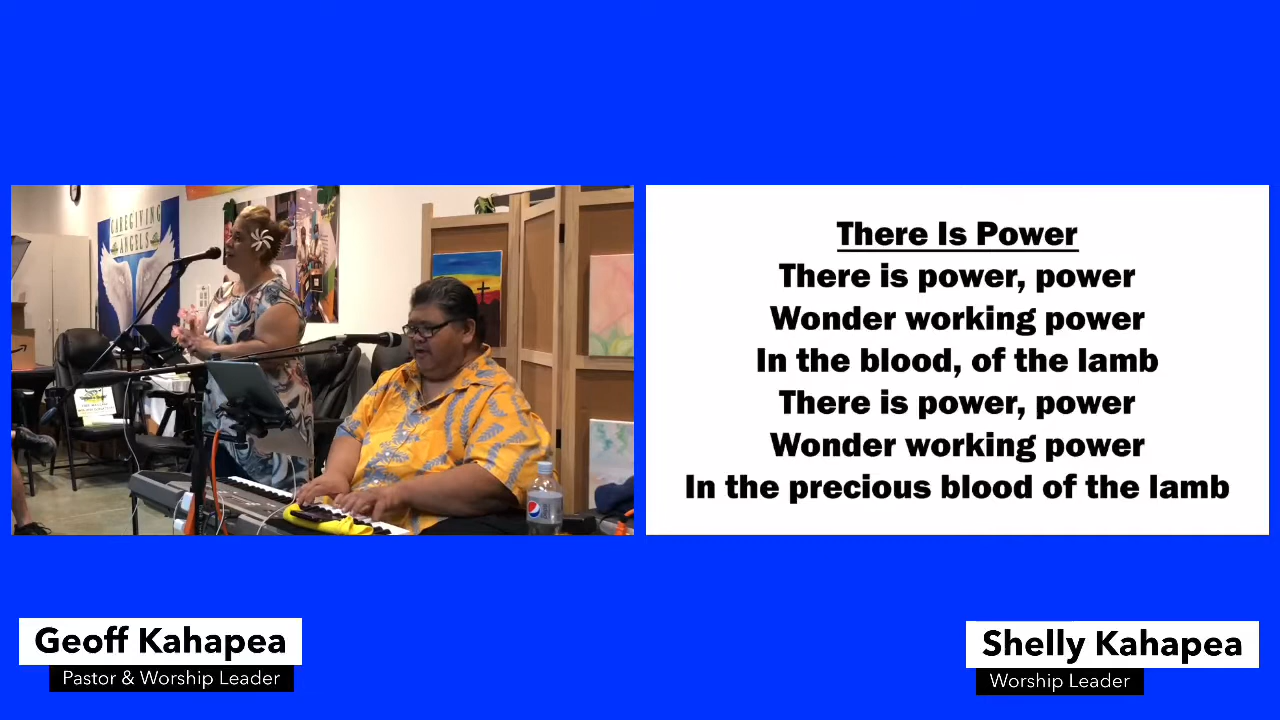 CAREGIVING
ANGELS
There Is Power
There is power, power
Wonder working power
In the blood, of the lamb
There is power, power
Wonder working power
In the precious blood of the lamb
Geoff Kahapea
Pastor & Worship Leader
Shelly Kahapea
Worship Leader